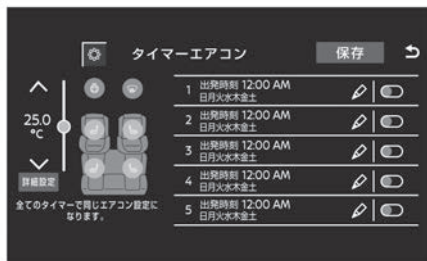 タイマーエアコン
保存
25.0
℃
詳細設定
全てのタイマーで同じエアコン設定に
なります。
1 出発時刻 12:00 AM
日月火水木金土
2 出発時刻 12:00 AM
日月火水木金土
3 出発時刻 12:00 AM
日月火水木金土
4 出発時刻 12:00 AM
日月火水木金土
5 出発時刻 12:00 AM
日月火水木金土